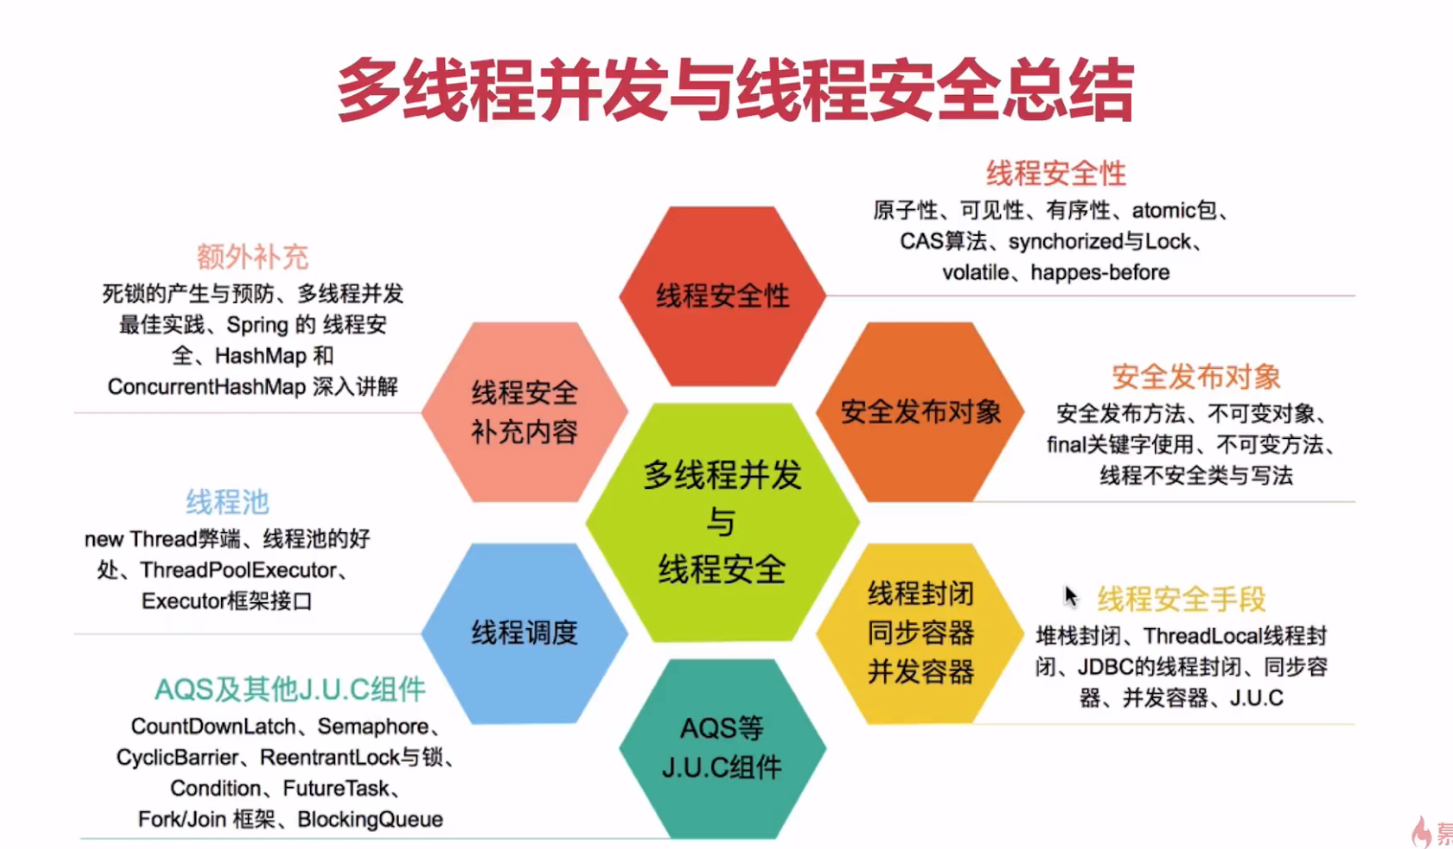 多线程并发与线程安全总结
线程安全性
原子性、可见性、有序性、atomic包、
CAS算法、synchorized与Lock、
volatile、happes-before
额外补充
死锁的产生与预防、多线程并发
最佳实践、Spring 的 线程安
全、HashMap 和
ConcurrentHashMap 深入讲解
线程安全性
线程安全
补充内容
安全发布对象
安全发布对象
安全发布方法、不可变对象、
final关键字使用、不可变方法、
线程不安全类与写法
多线程并发
与
线程安全
线程池
new Thread弊端、线程池的好
处、ThreadPoolExecutor、
Executor框架接口
线程调度
线程封闭
同步容器
并发容器
线程安全手段
堆栈封闭、ThreadLocal线程封
闭、JDBC的线程封闭、同步容
器、并发容器、J.U.C
AQS及其他J.U.C组件
CountDownLatch、Semaphore、
CyclicBarrier、ReentrantLock与锁、
Condition、FutureTask、
Fork/Join 框架、BlockingQueue
AQS等
J.U.C组件